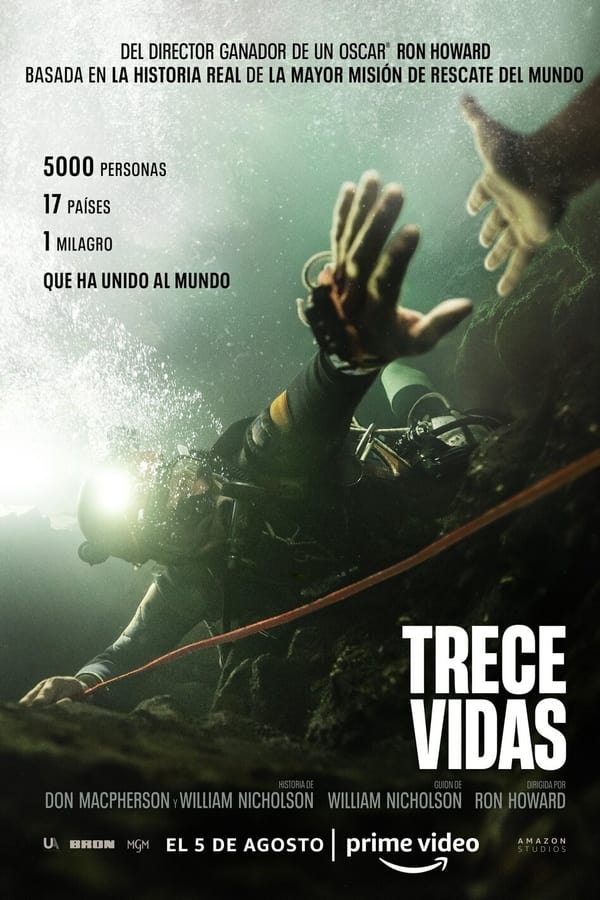 DEL DIRECTOR GANADOR DE UN OSCAR® RON HOWARD
BASADA EN LA HISTORIA REAL DE LA MAYOR MISIÓN DE RESCATE DEL MUNDO
5000 PERSONAS
17 PAÍSES
1 MILAGRO
QUE HA UNIDO AL MUNDO
TRECE
VIDAS
HISTORIA DE
DON MACPHERSON Y WILLIAM NICHOLSON
GUION DE
WILLIAM NICHOLSON
DIRIGIDA POR
RON HOWARD
UA BRON MGM EL 5 DE AGOSTO | prime video
AMAZON
STUDIOS